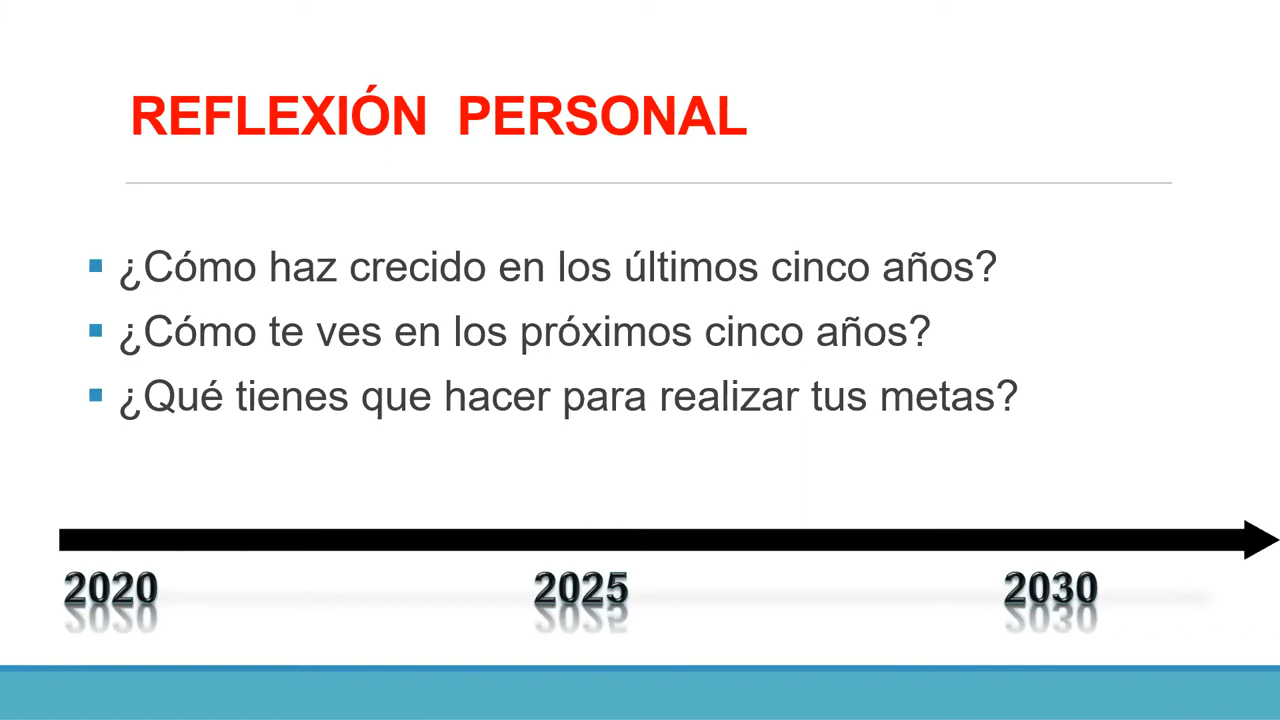 REFLEXIÓN PERSONAL
¿Cómo haz crecido en los últimos cinco años?
¿Cómo te ves en los próximos cinco años?
¿Qué tienes que hacer para realizar tus metas?
2020 2025 2030